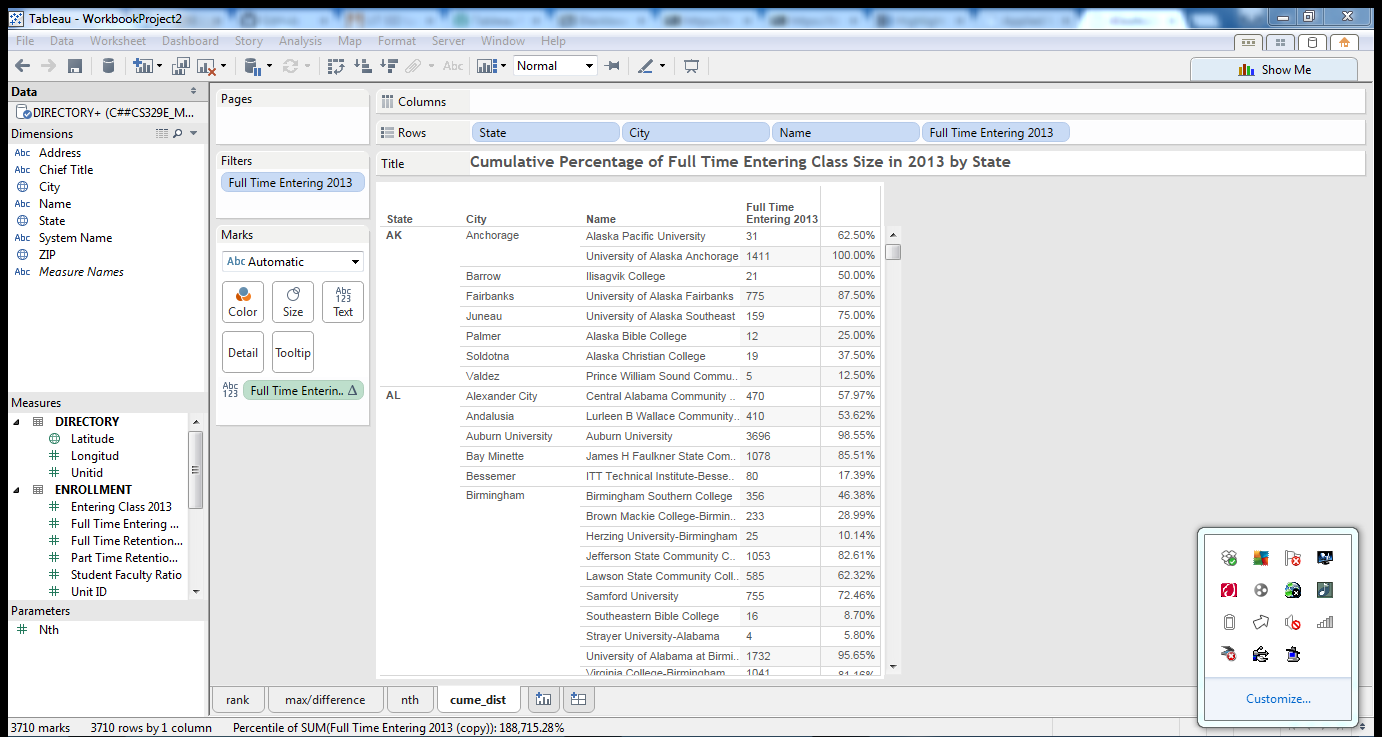 Tableau - WorkbookProject2
File Data Worksheet Dashboard Story Analysis Map Format Server Window Help
Abc Normal
Show Me
Data
DIRECTORY+ (C##CS329E_M...
Dimensions
Abc Address
Abc Chief Title
City
Abc Name
State
Abc System Name
ZIP
Abc Measure Names
Measures
DIRECTORY
Latitude
Longitud
Unitid
ENROLLMENT
Entering Class 2013
Full Time Entering ...
Full Time Retention...
Part Time Retentio...
Student Faculty Ratio
Unit ID
Parameters
Nth
Pages
Filters
Full Time Entering 2013
Marks
Abc Automatic
Color Size Abc 123 Text
Detail Tooltip
Abc 123 Full Time Enterin.. Δ
Columns
Rows State City Name Full Time Entering 2013
Title Cumulative Percentage of Full Time Entering Class Size in 2013 by State
State City Name Full Time Entering 2013
AK Anchorage Alaska Pacific University 31 62.50%
University of Alaska Anchorage 1411 100.00%
Barrow Ilisagvik College 21 50.00%
Fairbanks University of Alaska Fairbanks 775 87.50%
Juneau University of Alaska Southeast 159 75.00%
Palmer Alaska Bible College 12 25.00%
Soldotna Alaska Christian College 19 37.50%
Valdez Prince William Sound Commu.. 5 12.50%
AL Alexander City Central Alabama Community .. 470 57.97%
Andalusia Lurleen B Wallace Community.. 410 53.62%
Auburn University Auburn University 3696 98.55%
Bay Minette James H Faulkner State Com.. 1078 85.51%
Bessemer ITT Technical Institute-Besse.. 80 17.39%
Birmingham Birmingham Southern College 356 46.38%
Brown Mackie College-Birmin.. 233 28.99%
Herzing University-Birmingham 25 10.14%
Jefferson State Community C.. 1053 82.61%
Lawson State Community Coll.. 585 62.32%
Samford University 755 72.46%
Southeastern Bible College 16 8.70%
Strayer University-Alabama 4 5.80%
University of Alabama at Birmi.. 1732 95.65%
Virginia College-Birmingham 1041 81.16%
Customize...
rank max/difference nth cume_dist
3710 marks 3710 rows by 1 column Percentile of SUM(Full Time Entering 2013 (copy)): 188,715.28%